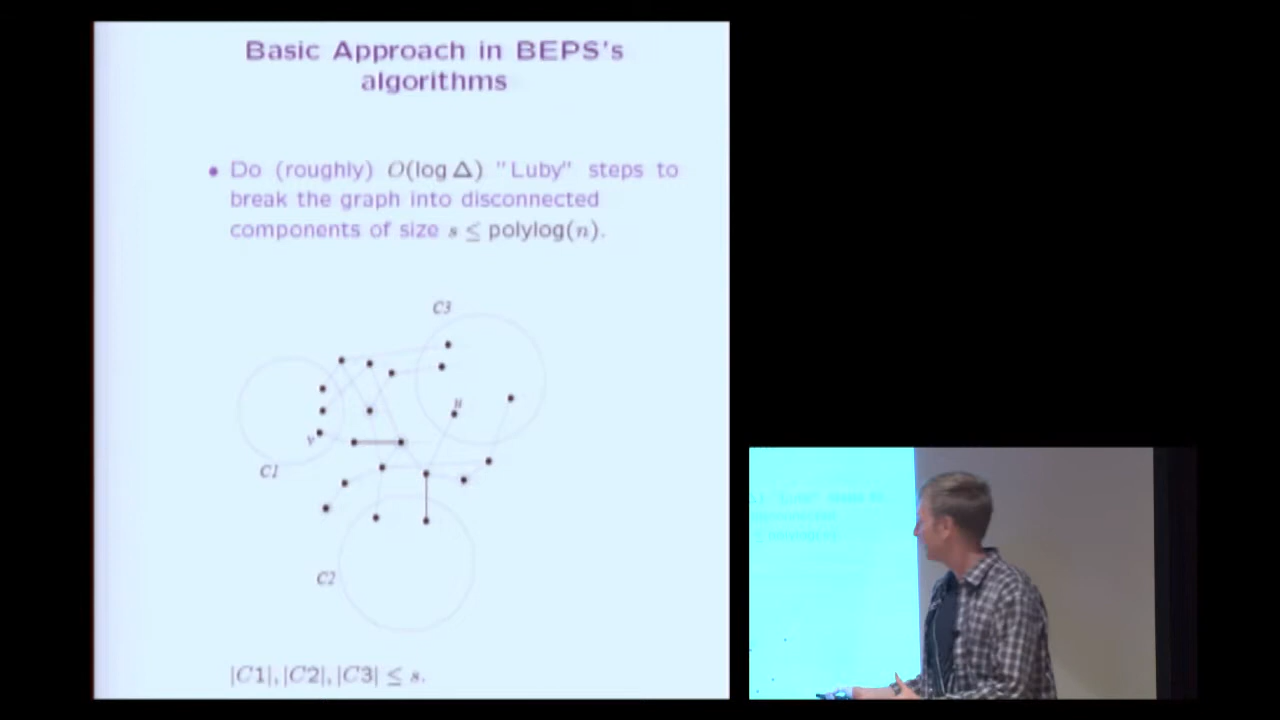 Basic Approach in BEPS's
algorithms
• Do (roughly) O(log Δ) "Luby" steps to
break the graph into disconnected
components of size s ≤ polylog(n).
C3
u
v
C1
C2
|C1|, |C2|, |C3| ≤ s.